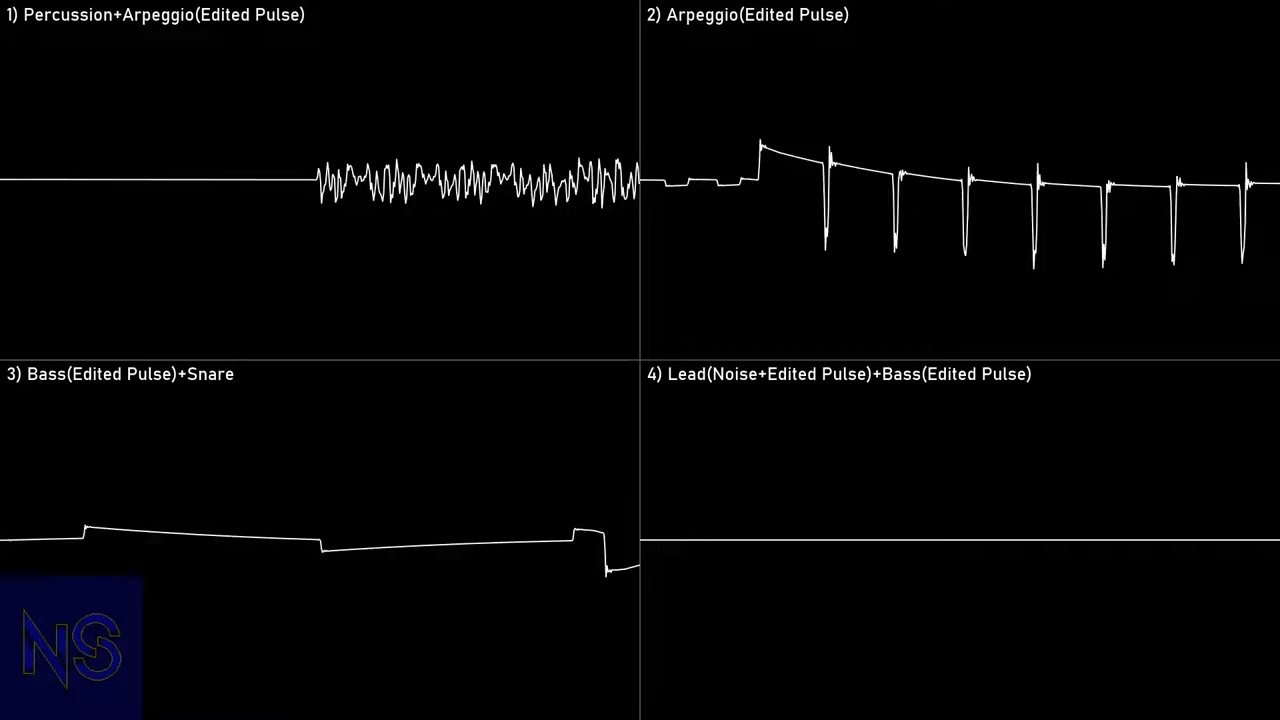 1) Percussion+Arpeggio(Edited Pulse)
2) Arpeggio(Edited Pulse)
3) Bass(Edited Pulse)+Snare
4) Lead(Noise+Edited Pulse)+Bass(Edited Pulse)
NS